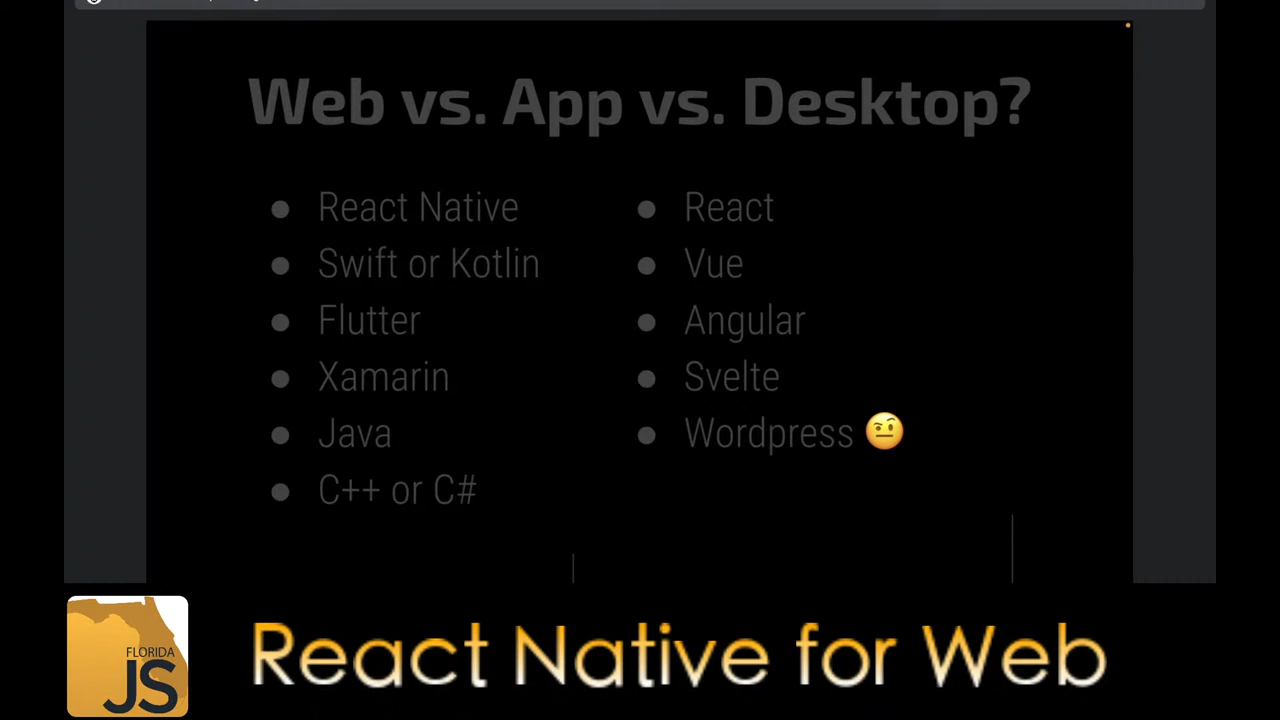 Web vs. App vs. Desktop?
● React Native
● Swift or Kotlin
● Flutter
● Xamarin
● Java
● C++ or C#
● React
● Vue
● Angular
● Svelte
● Wordpress 🤨
FLORIDA
JS
React Native for Web